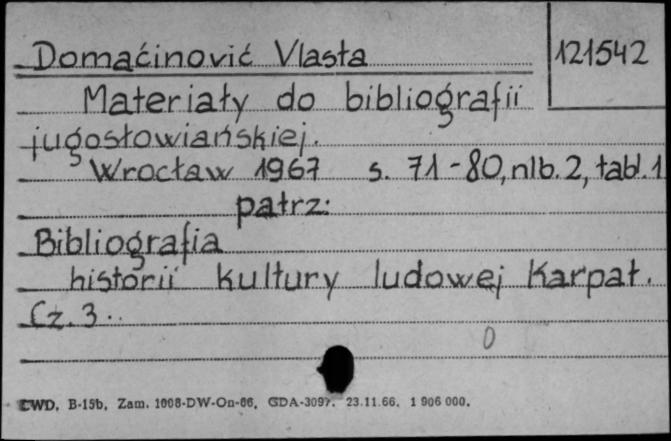 Domaćinović Vlasta 121542
Materiały do bibliografii
jugosłowiańskiej.
Wrocław 1967 s. 71-80, nlb. 2, tabl. 1
patrz:
Bibliografia
historii kultury ludowej Karpat.
Cz. 3..
0
CWD, B-15b, Zam. 1008-DW-On-66, GDA-3097. 23.11.66. 1 906 000.